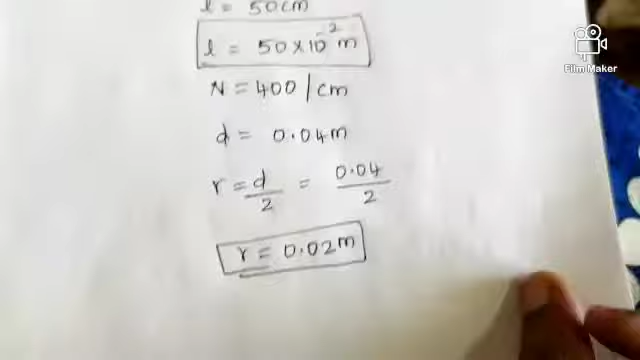 l = 50cm
l = 50×10⁻² m
N = 400/cm
d = 0.04m
r = d/2 = 0.04/2
r = 0.02m
Film Maker